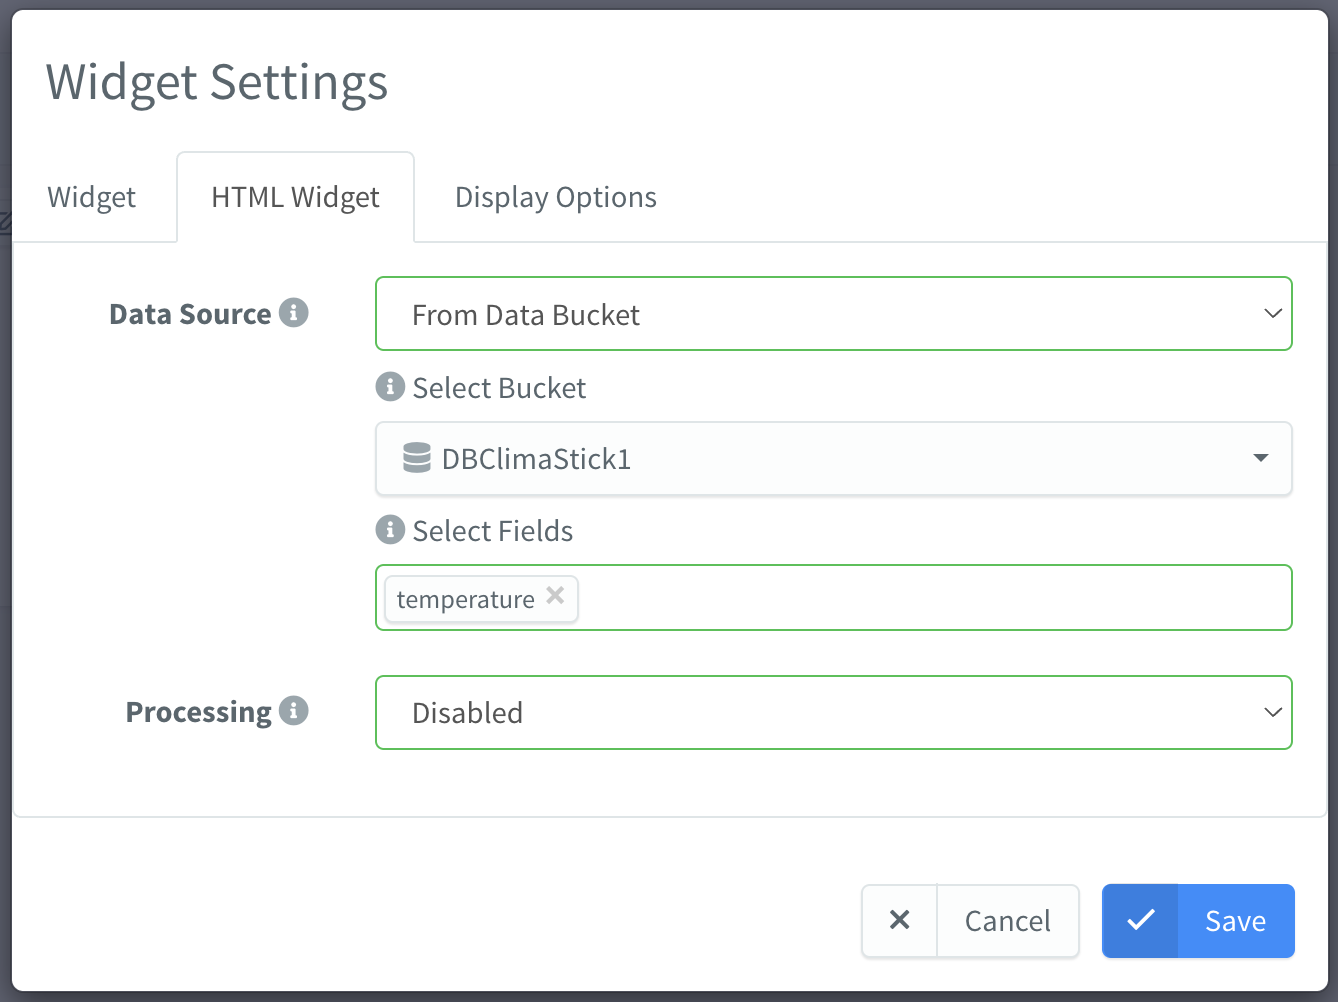 Widget Settings
Widget
HTML Widget
Display Options
Data Source
From Data Bucket
Select Bucket
DBClimaStick1
Select Fields
temperature
Processing
Disabled
Cancel
Save